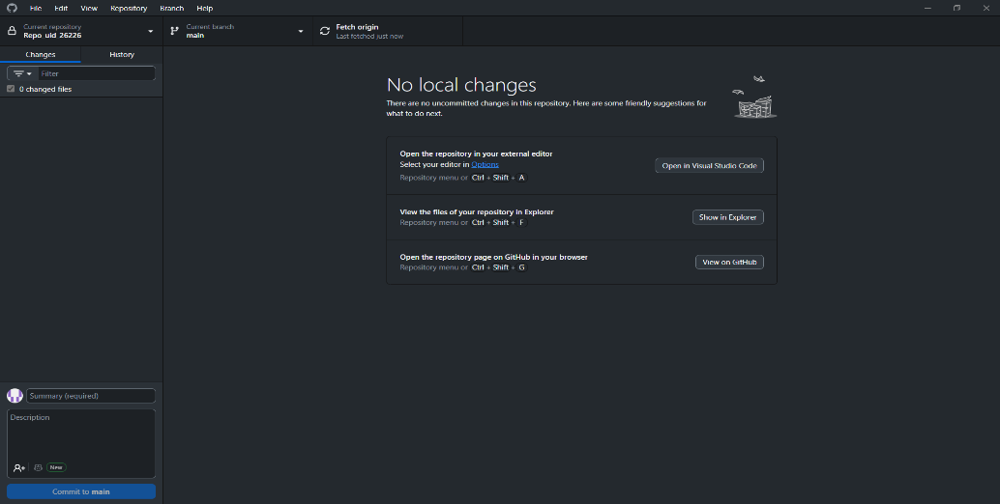 File Edit View Repository Branch Help
Current repository
Repo_uid_26226
Current branch
main
Fetch origin
Last fetched just now
Changes History
Filter
0 changed files
No local changes
There are no uncommitted changes in this repository. Here are some friendly suggestions for
what to do next.
Open the repository in your external editor
Select your editor in Options
Repository menu or Ctrl + Shift + A
Open in Visual Studio Code
View the files of your repository in Explorer
Repository menu or Ctrl + Shift + F
Show in Explorer
Open the repository page on GitHub in your browser
Repository menu or Ctrl + Shift + G
View on GitHub
Summary (required)
Description
New
Commit to main